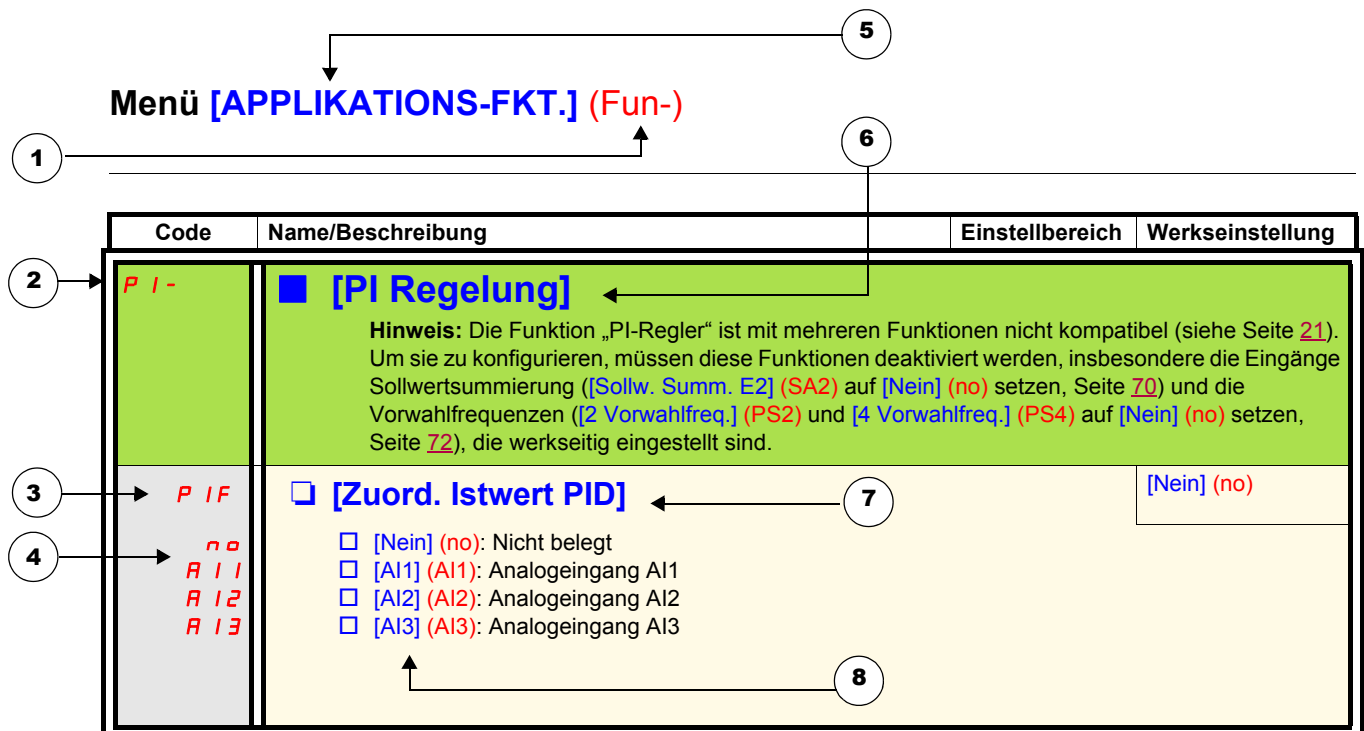 5
Menü [APPLIKATIONS-FKT.] (Fun-)
1
6
Code Name/Beschreibung Einstellbereich Werkseinstellung
2
PI-
[PI Regelung]
Hinweis: Die Funktion „PI-Regler“ ist mit mehreren Funktionen nicht kompatibel (siehe Seite 21).
Um sie zu konfigurieren, müssen diese Funktionen deaktiviert werden, insbesondere die Eingänge
Sollwertsummierung ([Sollw. Summ. E2] (SA2) auf [Nein] (no) setzen, Seite 70) und die
Vorwahlfrequenzen ([2 Vorwahlfreq.] (PS2) und [4 Vorwahlfreq.] (PS4) auf [Nein] (no) setzen,
Seite 72), die werkseitig eingestellt sind.
3
PIF
[Zuord. Istwert PID]
7
[Nein] (no)
4
no
[Nein] (no): Nicht belegt
AI1
[AI1] (AI1): Analogeingang AI1
AI2
[AI2] (AI2): Analogeingang AI2
AI3
[AI3] (AI3): Analogeingang AI3
8